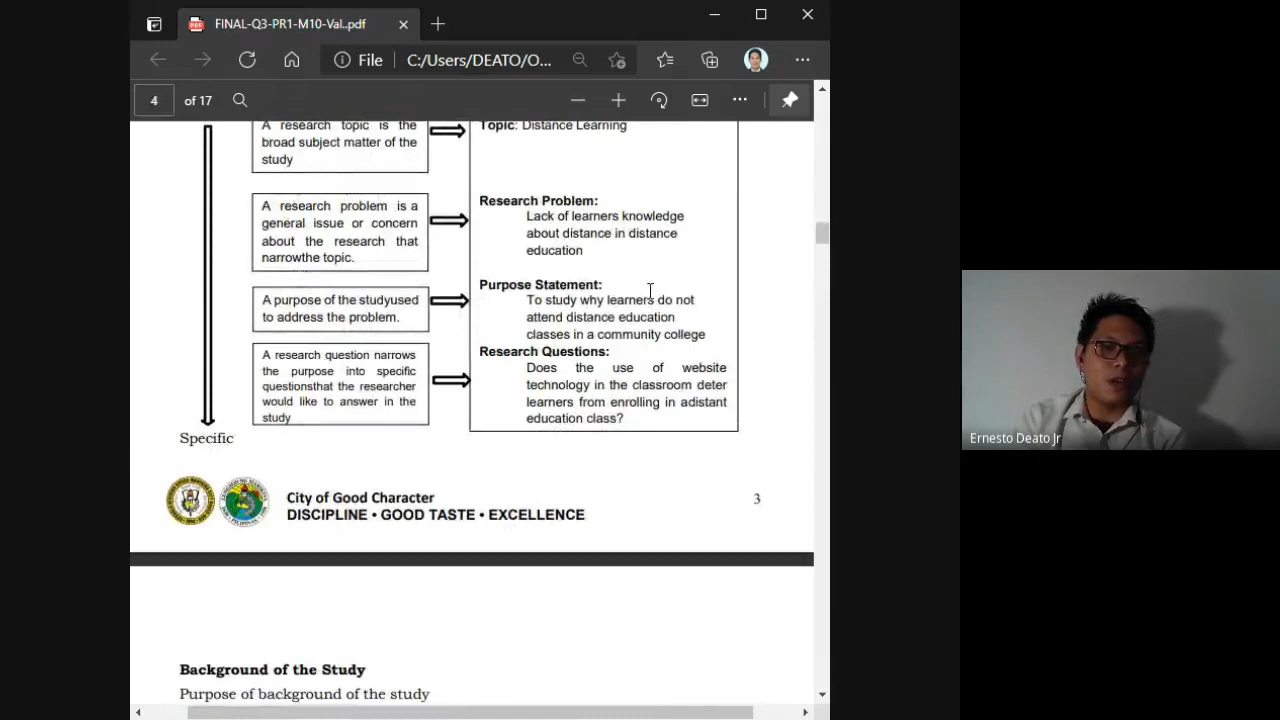 FINAL-Q3-PR1-M10-Val..pdf
File
C:/Users/DEATO/O...
4
of 17
A research topic is the
broad subject matter of the
study
Topic: Distance Learning
A research problem is a
general issue or concern
about the research that
narrowthe topic.
Research Problem:
Lack of learners knowledge
about distance in distance
education
A purpose of the studyused
to address the problem.
Purpose Statement:
To study why learners do not
attend distance education
classes in a community college
A research question narrows
the purpose into specific
questionsthat the researcher
would like to answer in the
study
Research Questions:
Does the use of website
technology in the classroom deter
learners from enrolling in adistant
education class?
Specific
City of Good Character
DISCIPLINE • GOOD TASTE • EXCELLENCE
3
Background of the Study
Purpose of background of the study
Ernesto Deato Jr